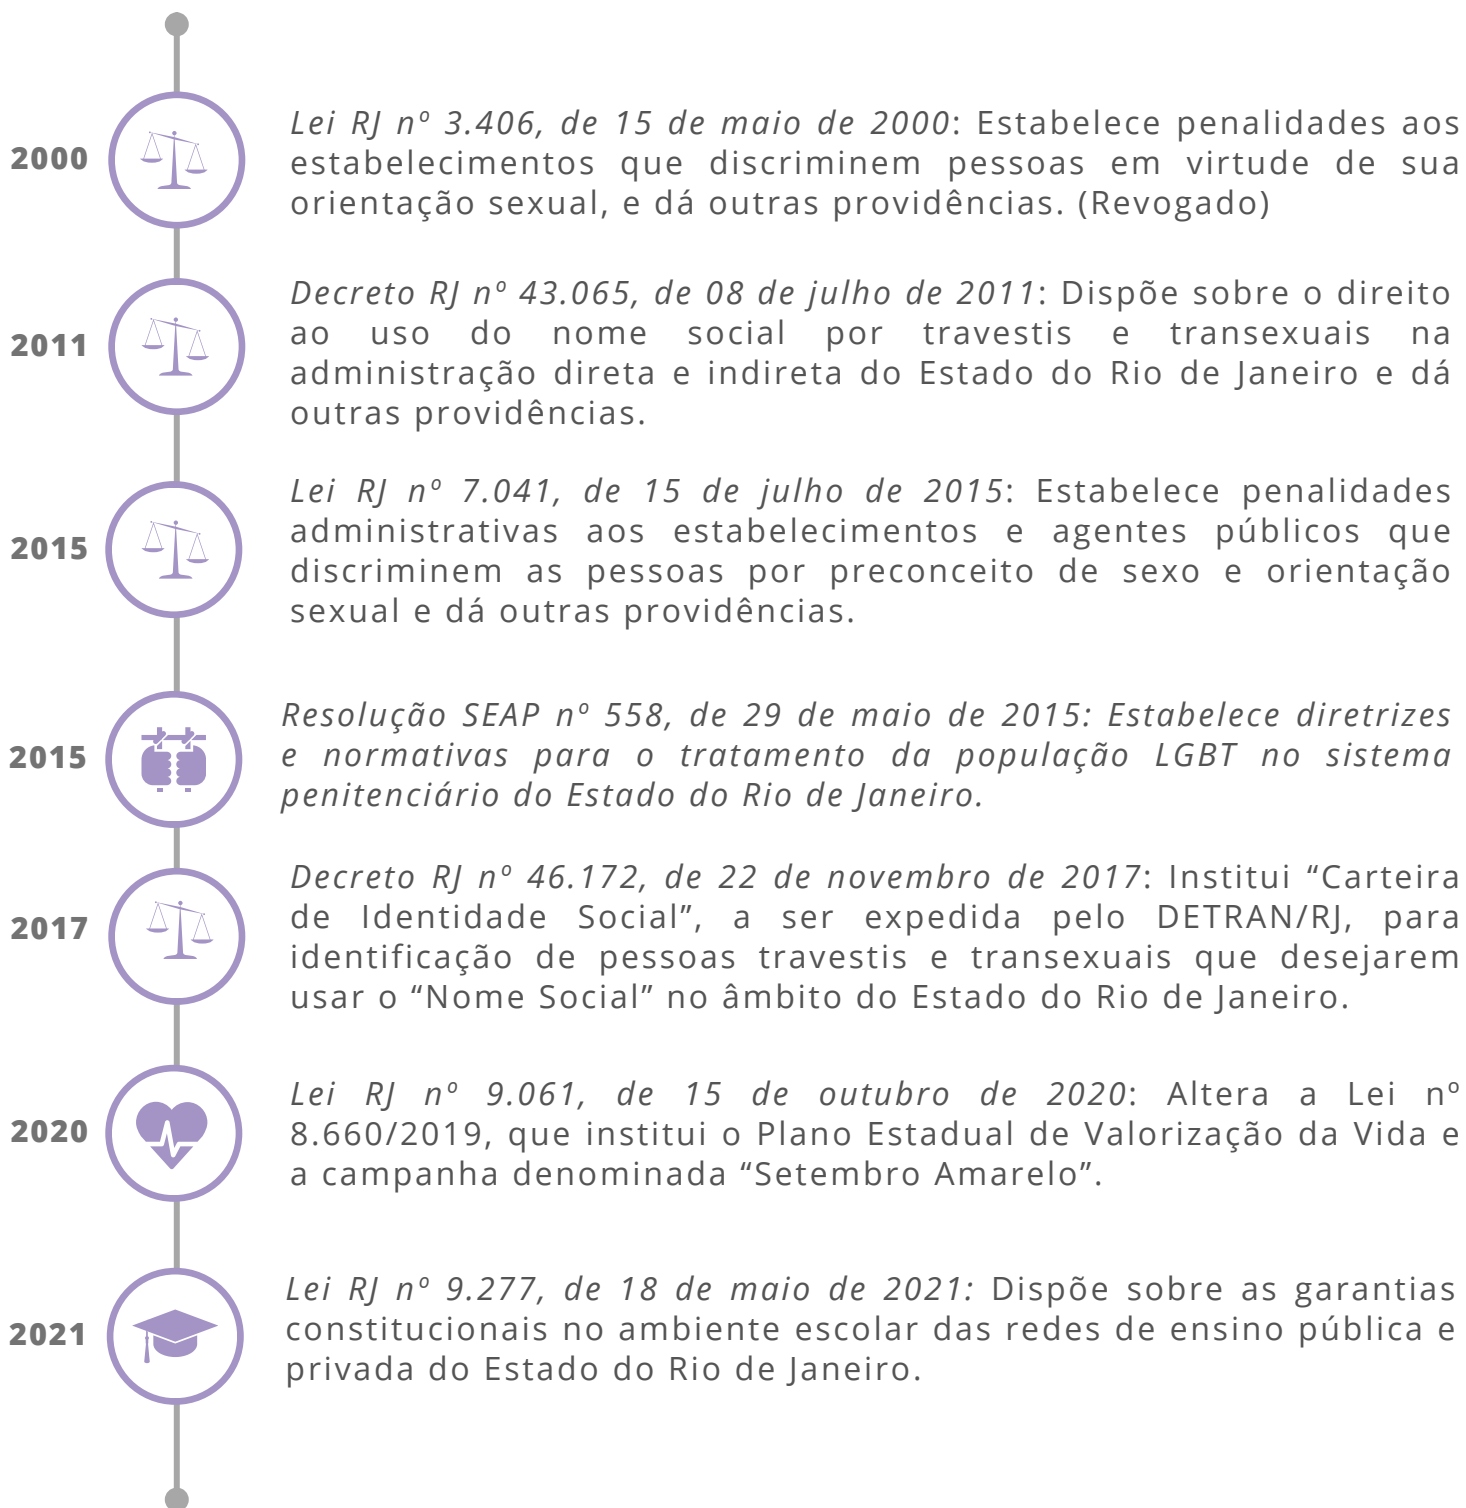 2000
Lei RJ nº 3.406, de 15 de maio de 2000: Estabelece penalidades aos
estabelecimentos que discriminem pessoas em virtude de sua
orientação sexual, e dá outras providências. (Revogado)
2011
Decreto RJ nº 43.065, de 08 de julho de 2011: Dispõe sobre o direito
ao uso do nome social por travestis e transexuais na
administração direta e indireta do Estado do Rio de Janeiro e dá
outras providências.
2015
Lei RJ nº 7.041, de 15 de julho de 2015: Estabelece penalidades
administrativas aos estabelecimentos e agentes públicos que
discriminem as pessoas por preconceito de sexo e orientação
sexual e dá outras providências.
2015
Resolução SEAP nº 558, de 29 de maio de 2015: Estabelece diretrizes
e normativas para o tratamento da população LGBT no sistema
penitenciário do Estado do Rio de Janeiro.
2017
Decreto RJ nº 46.172, de 22 de novembro de 2017: Institui “Carteira
de Identidade Social”, a ser expedida pelo DETRAN/RJ, para
identificação de pessoas travestis e transexuais que desejarem
usar o “Nome Social” no âmbito do Estado do Rio de Janeiro.
2020
Lei RJ nº 9.061, de 15 de outubro de 2020: Altera a Lei nº
8.660/2019, que institui o Plano Estadual de Valorização da Vida e
a campanha denominada “Setembro Amarelo”.
2021
Lei RJ nº 9.277, de 18 de maio de 2021: Dispõe sobre as garantias
constitucionais no ambiente escolar das redes de ensino pública e
privada do Estado do Rio de Janeiro.